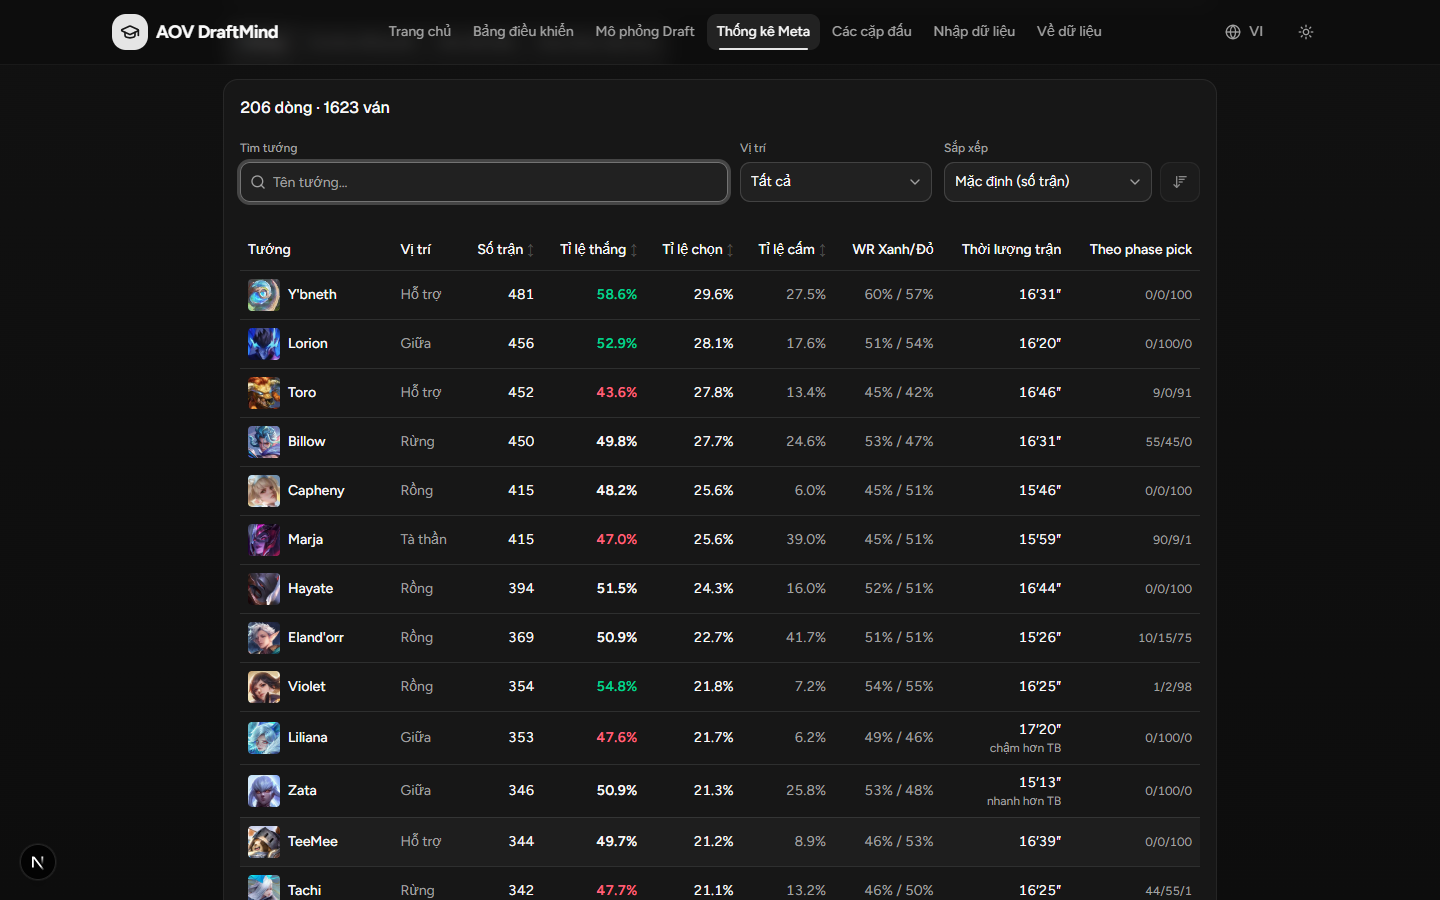 AOV DraftMind Trang chủ Bảng điều khiển Mô phỏng Draft Thống kê Meta Các cặp đấu Nhập dữ liệu Về dữ liệu VI
206 dòng · 1623 ván
Tìm tướng Vị trí Sắp xếp
Tên tướng... Tất cả Mặc định (số trận)
Tướng Vị trí Số trận Tỉ lệ thắng Tỉ lệ chọn Tỉ lệ cấm WR Xanh/Đỏ Thời lượng trận Theo phase pick
Y'bneth Hỗ trợ 481 58.6% 29.6% 27.5% 60% / 57% 16′31″ 0/0/100
Lorion Giữa 456 52.9% 28.1% 17.6% 51% / 54% 16′20″ 0/100/0
Toro Hỗ trợ 452 43.6% 27.8% 13.4% 45% / 42% 16′46″ 9/0/91
Billow Rừng 450 49.8% 27.7% 24.6% 53% / 47% 16′31″ 55/45/0
Capheny Rồng 415 48.2% 25.6% 6.0% 45% / 51% 15′46″ 0/0/100
Marja Tà thần 415 47.0% 25.6% 39.0% 45% / 51% 15′59″ 90/9/1
Hayate Rồng 394 51.5% 24.3% 16.0% 52% / 51% 16′44″ 0/0/100
Eland'orr Rồng 369 50.9% 22.7% 41.7% 51% / 51% 15′26″ 10/15/75
Violet Rồng 354 54.8% 21.8% 7.2% 54% / 55% 16′25″ 1/2/98
Liliana Giữa 353 47.6% 21.7% 6.2% 49% / 46% 17′20″ 0/100/0
chậm hơn TB
Zata Giữa 346 50.9% 21.3% 25.8% 53% / 48% 15′13″ 0/100/0
nhanh hơn TB
TeeMee Hỗ trợ 344 49.7% 21.2% 8.9% 46% / 53% 16′39″ 0/0/100
Tachi Rừng 342 47.7% 21.1% 13.2% 46% / 50% 16′25″ 44/55/1
N